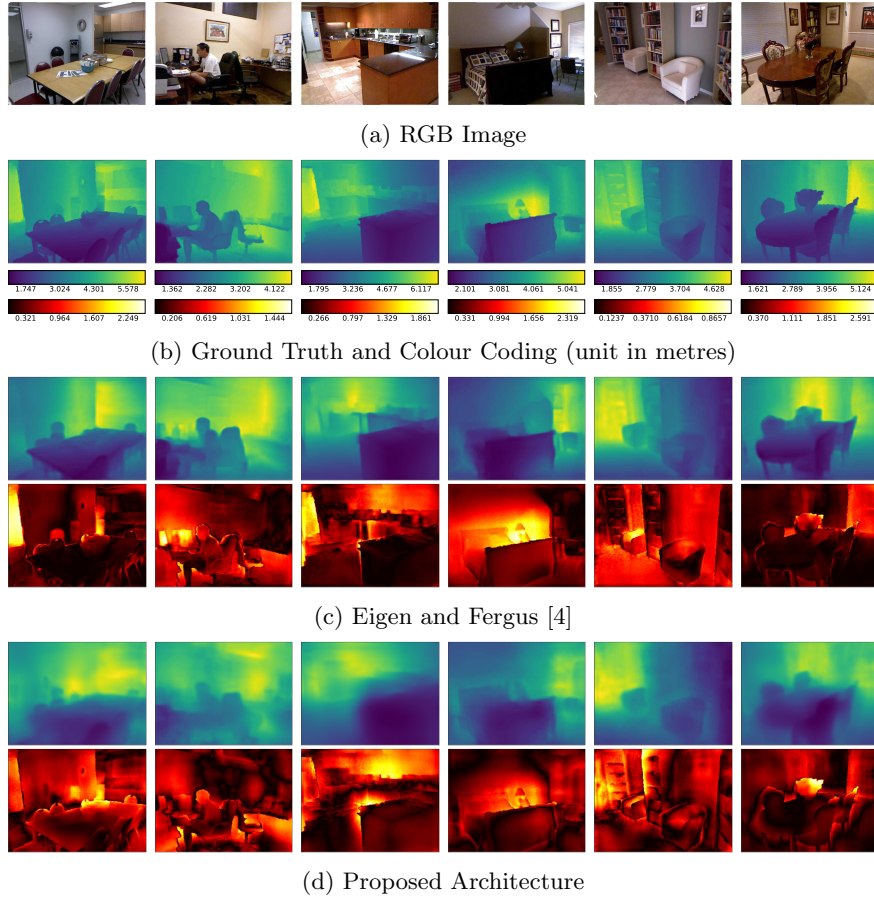 (a) RGB Image
1.747 3.024 4.301 5.578 1.362 2.282 3.202 4.122 1.795 3.236 4.677 6.117 2.101 3.081 4.061 5.041 1.855 2.779 3.704 4.628 1.621 2.789 3.956 5.124
0.321 0.964 1.607 2.249 0.206 0.619 1.031 1.444 0.266 0.797 1.329 1.861 0.331 0.994 1.656 2.319 0.1237 0.3710 0.6184 0.8657 0.370 1.111 1.851 2.591
(b) Ground Truth and Colour Coding (unit in metres)
(c) Eigen and Fergus [4]
(d) Proposed Architecture